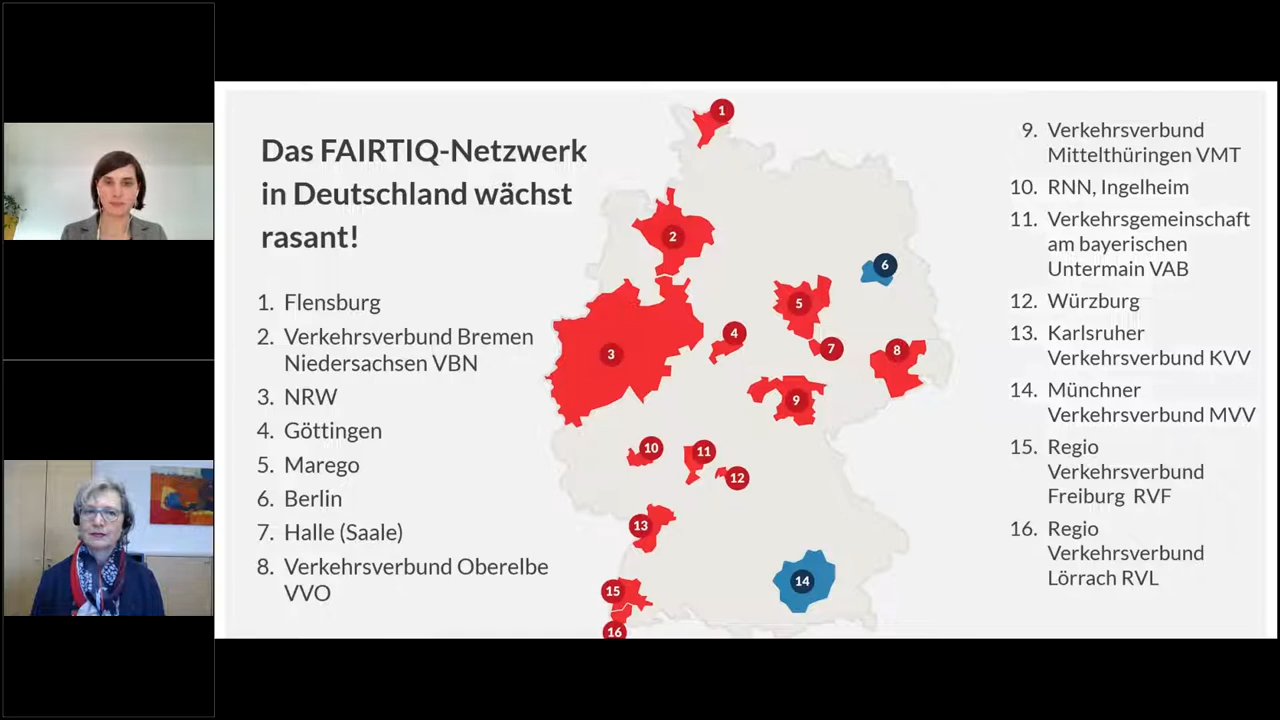 Das FAIRTIQ-Netzwerk
in Deutschland wächst
rasant!
1. Flensburg
2. Verkehrsverbund Bremen
Niedersachsen VBN
3. NRW
4. Göttingen
5. Marego
6. Berlin
7. Halle (Saale)
8. Verkehrsverbund Oberelbe
VVO
1
2
3
4
5
6
7
8
9
10
11
12
13
14
15
16
9. Verkehrsverbund
Mittelthüringen VMT
10. RNN, Ingelheim
11. Verkehrsgemeinschaft
am bayerischen
Untermain VAB
12. Würzburg
13. Karlsruher
Verkehrsverbund KVV
14. Münchner
Verkehrsverbund MVV
15. Regio
Verkehrsverbund
Freiburg RVF
16. Regio
Verkehrsverbund
Lörrach RVL